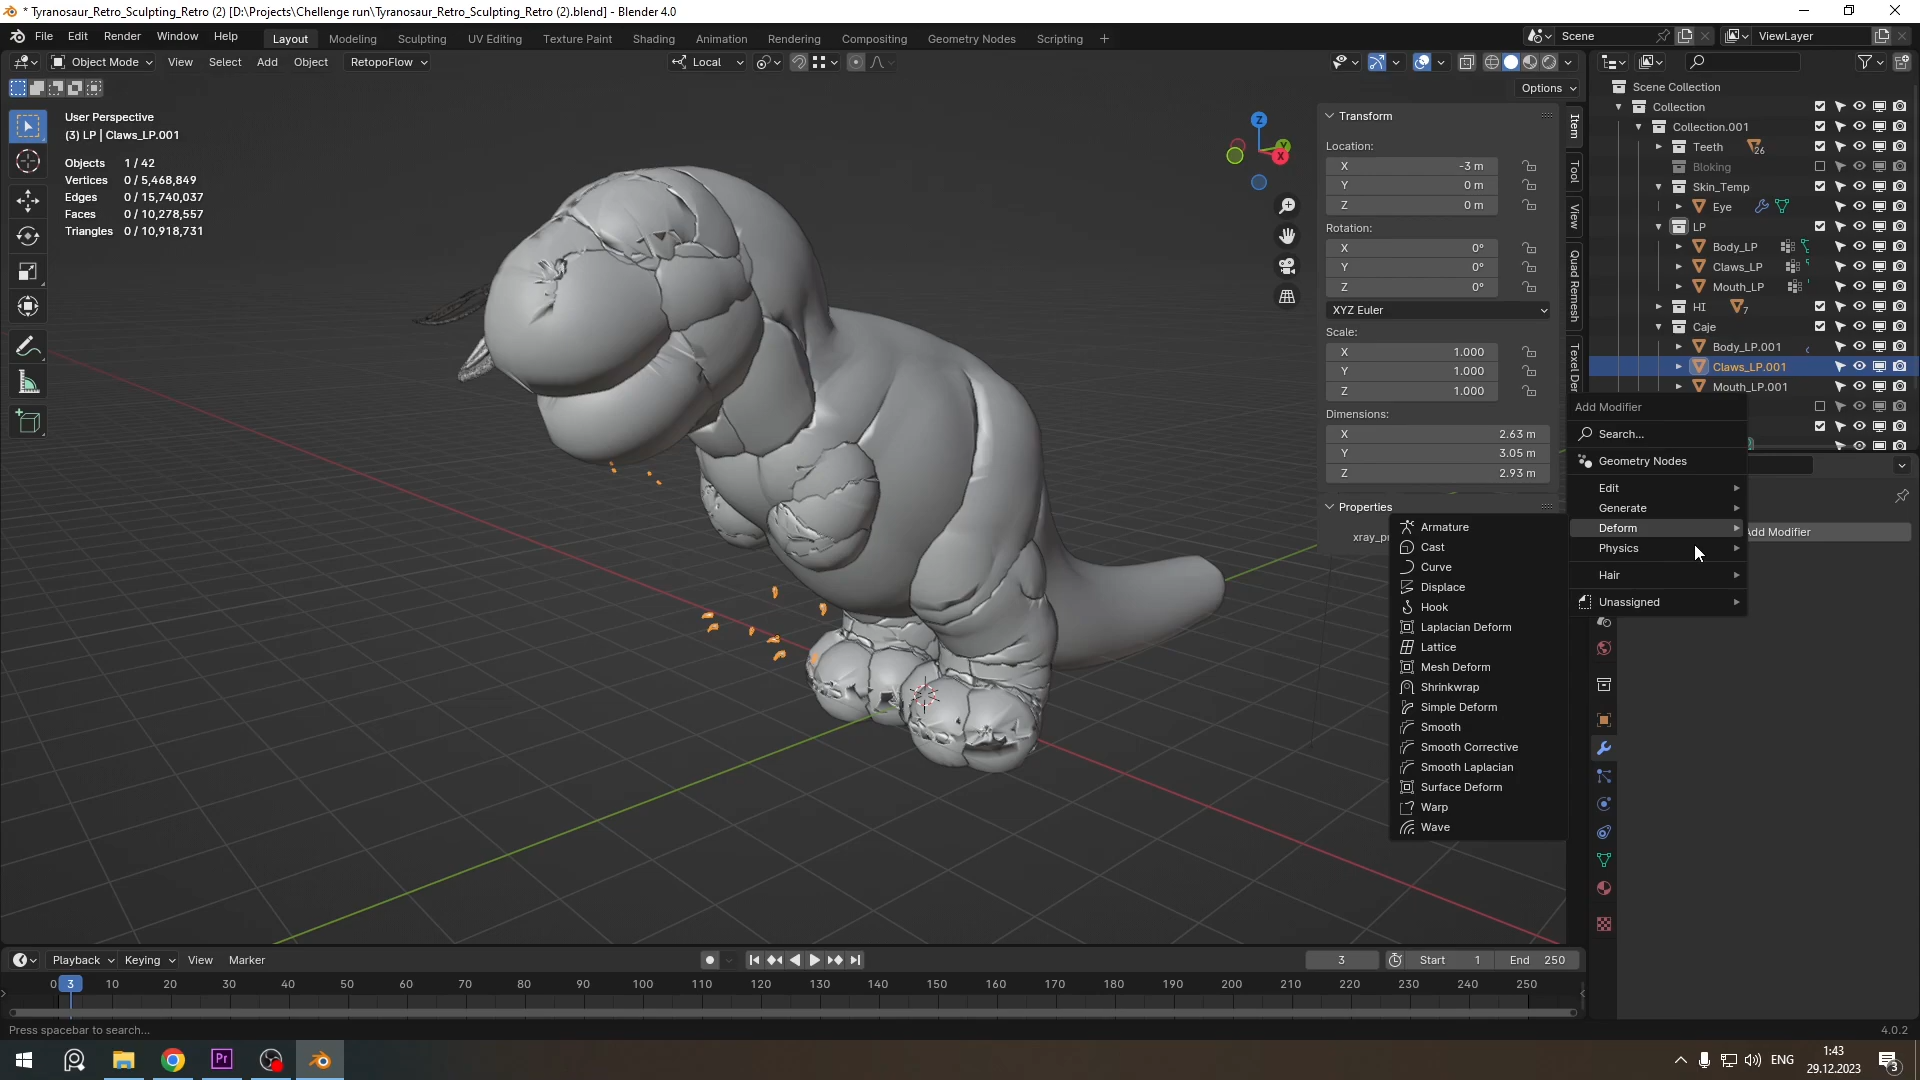 * Tyranosaur_Retro_Sculpting_Retro (2) [D:\Projects\Chellenge run\Tyranosaur_Retro_Sculpting_Retro (2).blend] - Blender 4.0
File Edit Render Window Help Layout Modeling Sculpting UV Editing Texture Paint Shading Animation Rendering Compositing Geometry Nodes Scripting + Scene ViewLayer
Object Mode View Select Add Object RetopoFlow Local
Options
User Perspective
(3) LP | Claws_LP.001
Objects 1 / 42
Vertices 0 / 5,468,849
Edges 0 / 15,740,037
Faces 0 / 10,278,557
Triangles 0 / 10,918,731
Z
Y
X
Transform
Location:
X -3 m
Y 0 m
Z 0 m
Rotation:
X 0°
Y 0°
Z 0°
XYZ Euler
Scale:
X 1.000
Y 1.000
Z 1.000
Dimensions:
X 2.63 m
Y 3.05 m
Z 2.93 m
Properties
Item
Tool
View
Quad Remesh
Texel Der
Scene Collection
Collection
Collection.001
Teeth 26
Bloking
Skin_Temp
Eye
LP
Body_LP
Claws_LP
Mouth_LP
HI 7
Caje
Body_LP.001
Claws_LP.001
Mouth_LP.001
Add Modifier
Search...
Geometry Nodes
Edit
Generate
Deform
Physics
Hair
Unassigned
Armature
Cast
Curve
Displace
Hook
Laplacian Deform
Lattice
Mesh Deform
Shrinkwrap
Simple Deform
Smooth
Smooth Corrective
Smooth Laplacian
Surface Deform
Warp
Wave
Add Modifier
Playback Keying View Marker 3 Start 1 End 250
0 3 10 20 30 40 50 60 70 80 90 100 110 120 130 140 150 160 170 180 190 200 210 220 230 240 250
Press spacebar to search... 4.0.2
Pr ENG 1:43
29.12.2023 3